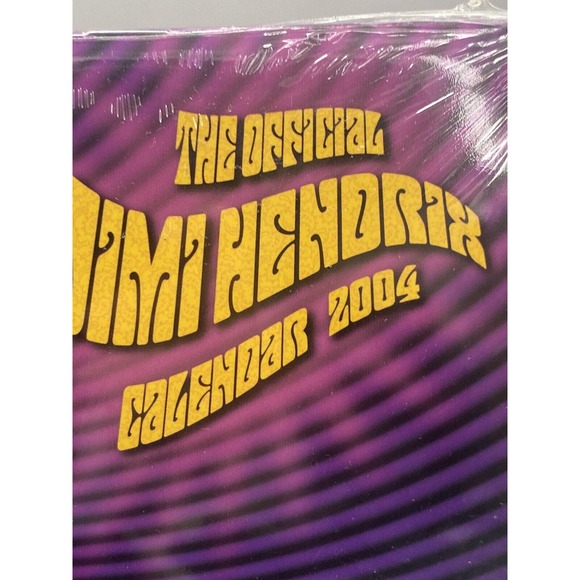 THE OFFICIAL
JIMI HENDRIX
CALENDAR 2004